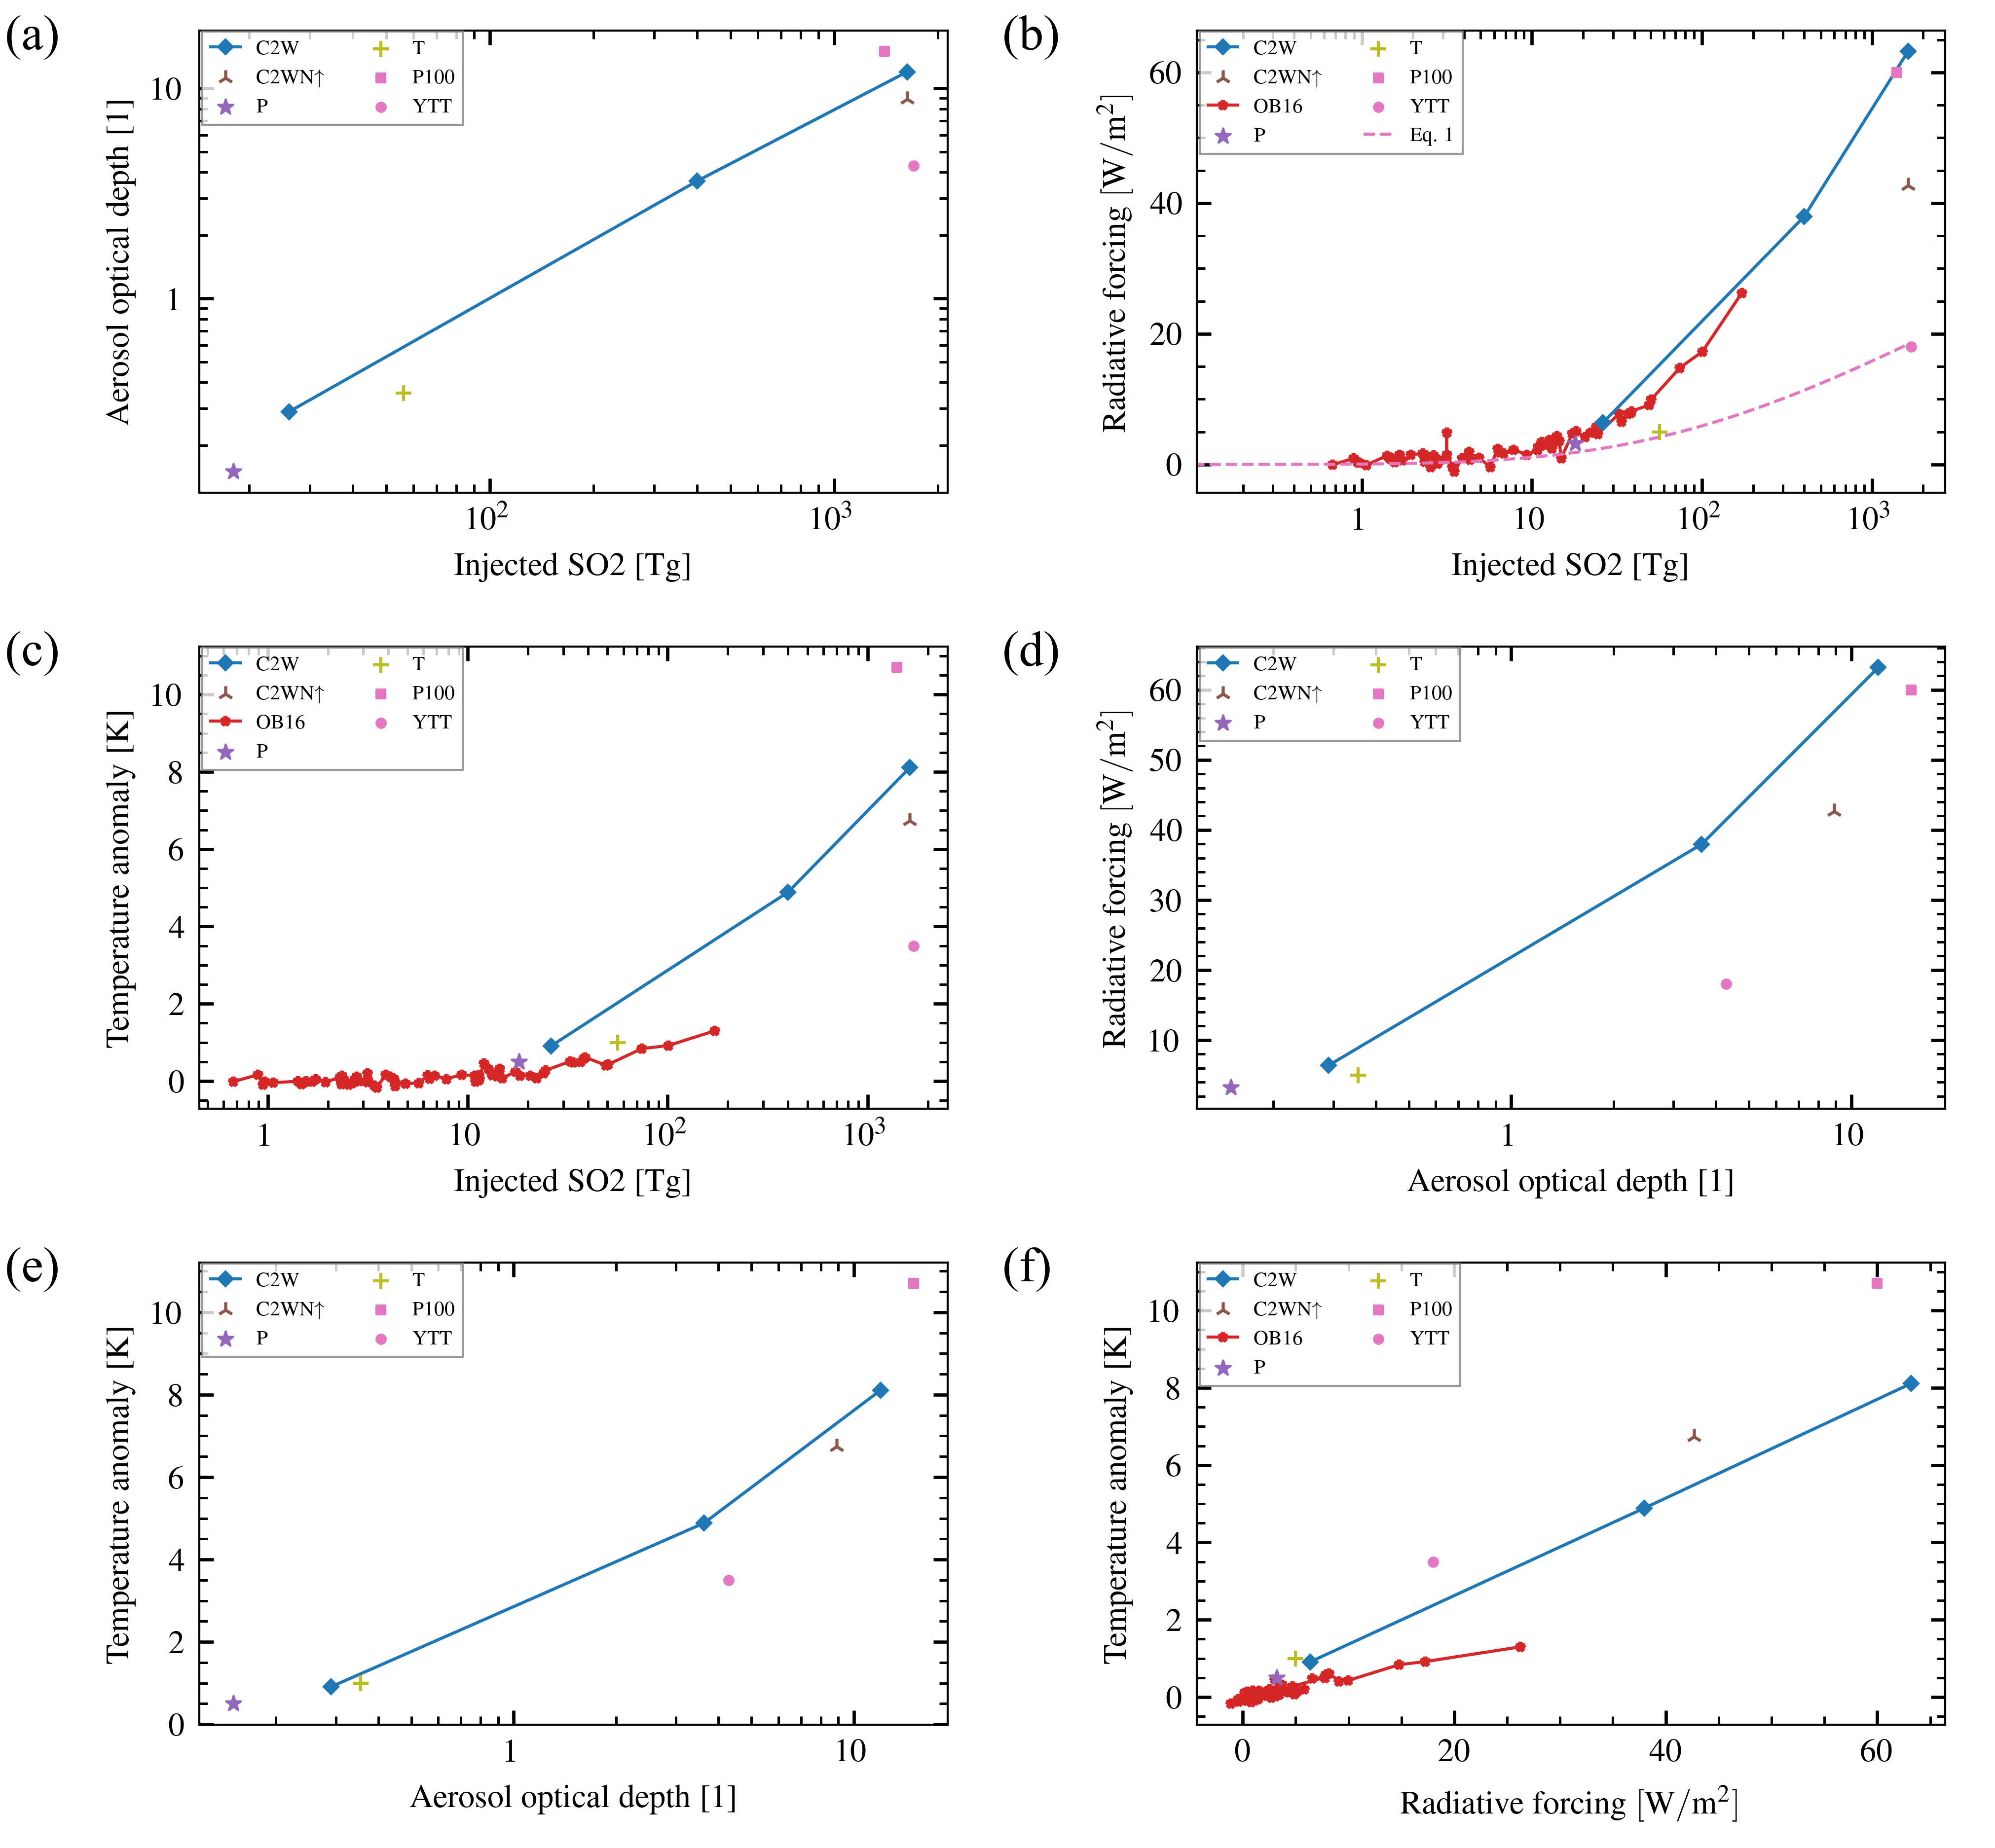 (a)
C2W
C2WN↑
P
T
P100
YTT
10
1
Aerosol optical depth [1]
10² 10³
Injected SO2 [Tg]
(b)
C2W
C2WN↑
OB16
P
T
P100
YTT
Eq. 1
60
40
20
0
Radiative forcing [W/m²]
1 10 10² 10³
Injected SO2 [Tg]
(c)
C2W
C2WN↑
OB16
P
T
P100
YTT
10
8
6
4
2
0
Temperature anomaly [K]
1 10 10² 10³
Injected SO2 [Tg]
(d)
C2W
C2WN↑
P
T
P100
YTT
60
50
40
30
20
10
Radiative forcing [W/m²]
1 10
Aerosol optical depth [1]
(e)
C2W
C2WN↑
P
T
P100
YTT
10
8
6
4
2
0
Temperature anomaly [K]
1 10
Aerosol optical depth [1]
(f)
C2W
C2WN↑
OB16
P
T
P100
YTT
10
8
6
4
2
0
Temperature anomaly [K]
0 20 40 60
Radiative forcing [W/m²]